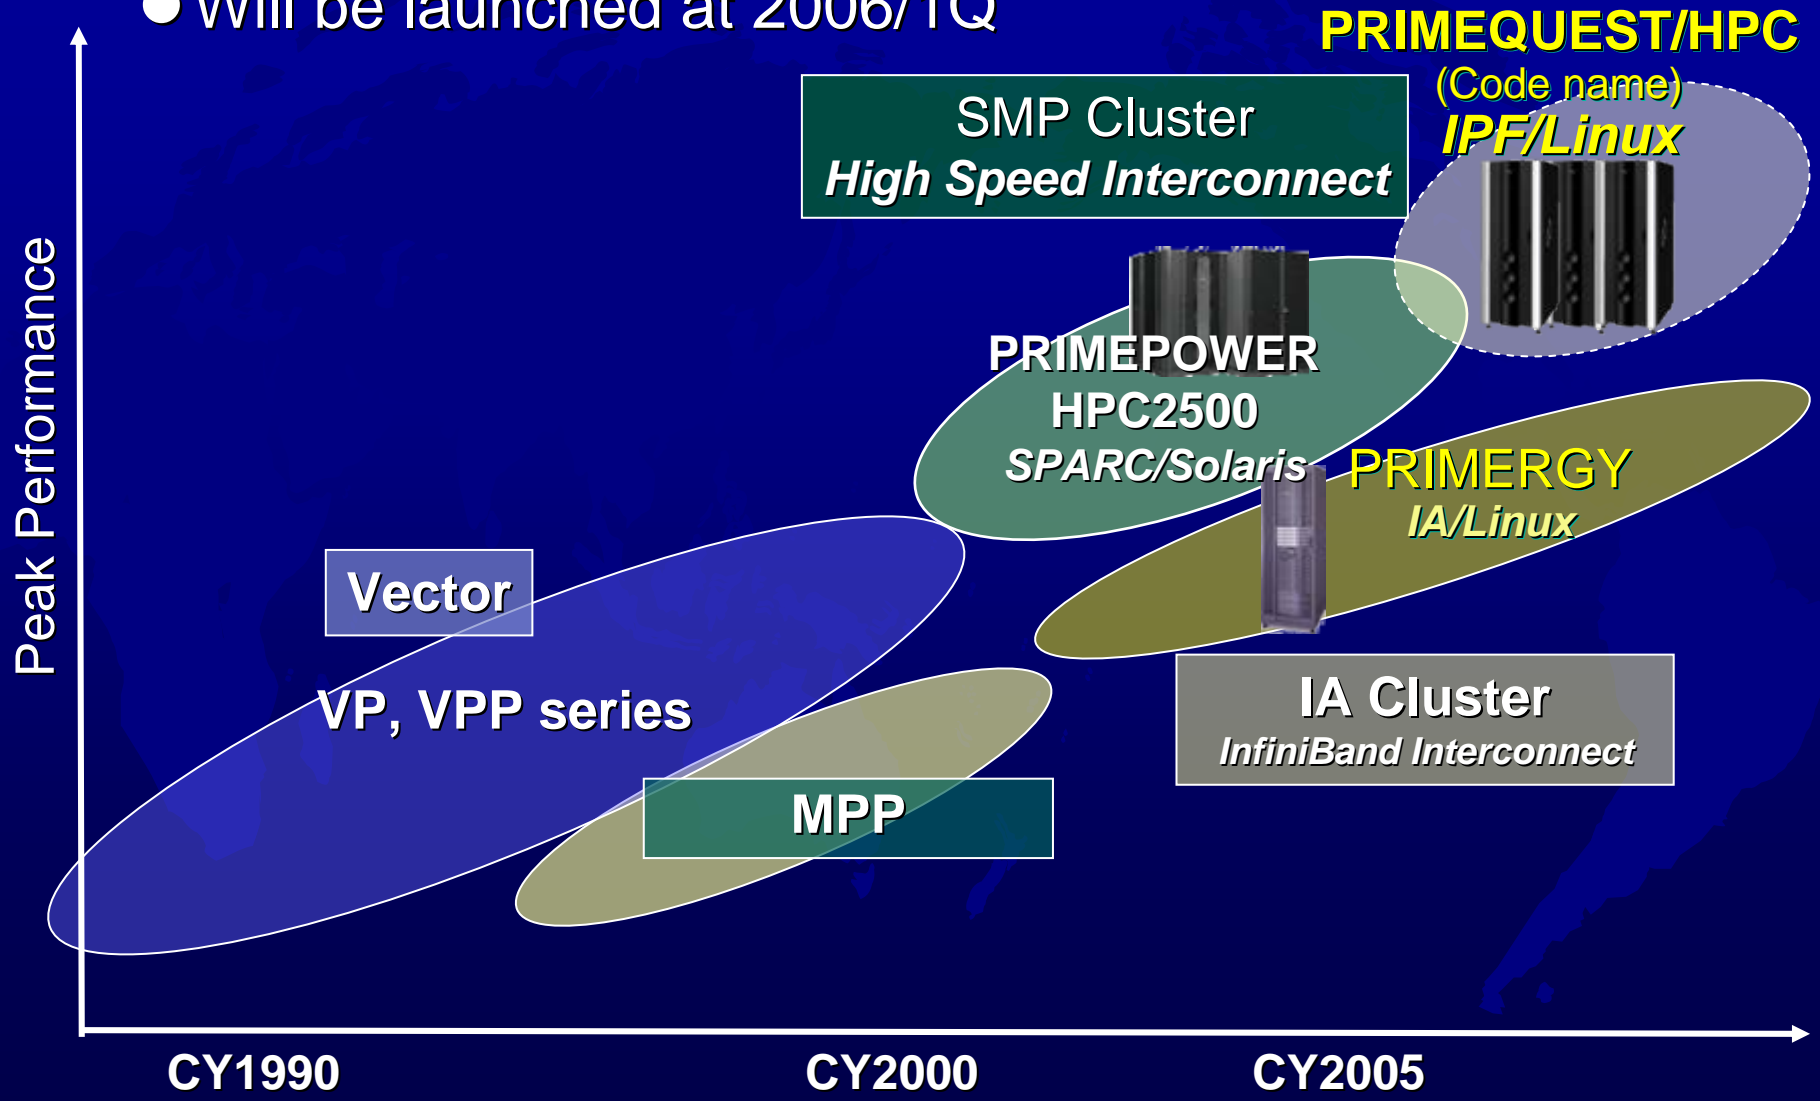 ● Will be launched at 2006/1Q
PRIMEQUEST/HPC
(Code name)
IPF/Linux
SMP Cluster
High Speed Interconnect
PRIMEPOWER
HPC2500
SPARC/Solaris
PRIMERGY
IA/Linux
Vector
VP, VPP series
IA Cluster
InfiniBand Interconnect
MPP
Peak Performance
CY1990
CY2000
CY2005